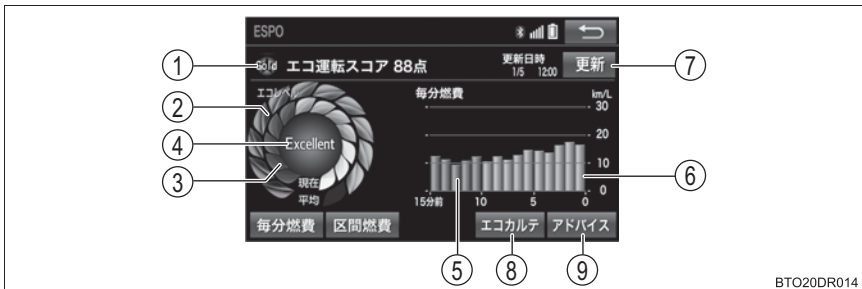 ESPO
① Gold エコ運転スコア 88点 更新日時 1/5 12:00 更新 ⑦
エコレベル
② 毎分燃費 km/L
30
20
④ Excellent
10 ⑥
③ 現在 0
平均 15分前 10 5 0
毎分燃費 区間燃費 エコカルテ アドバイス
⑤ ⑧ ⑨
BTO20DR014